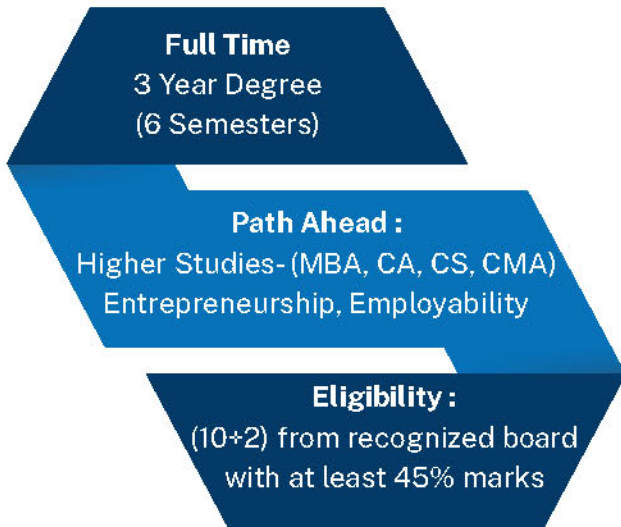 Full Time
3 Year Degree
(6 Semesters)
Path Ahead :
Higher Studies- (MBA, CA, CS, CMA)
Entrepreneurship, Employability
Eligibility :
(10+2) from recognized board
with at least 45% marks